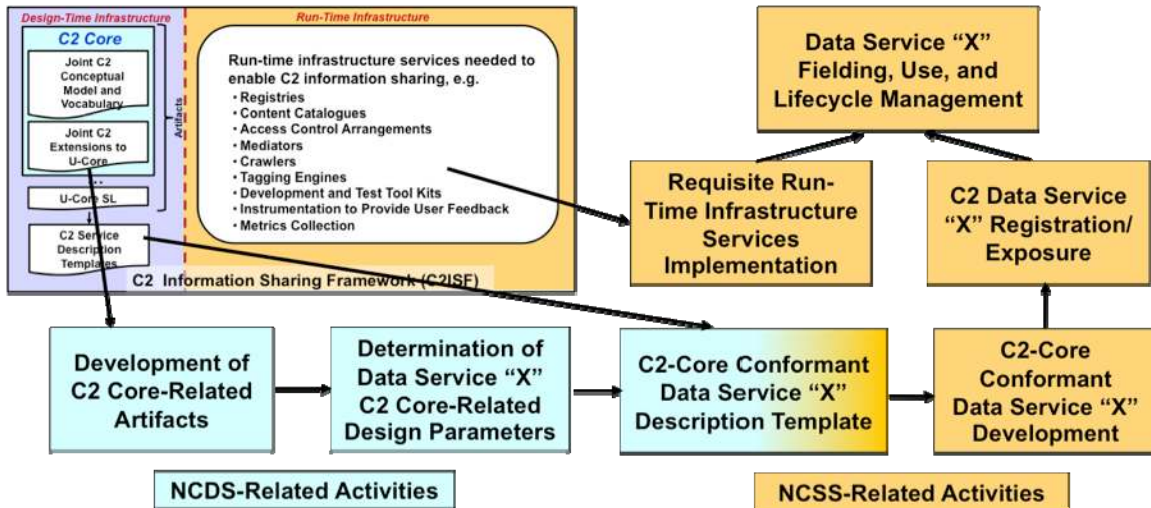 Design-Time Infrastructure
C2 Core
Joint C2
Conceptual
Model and
Vocabulary
Joint C2
Extensions to
U-Core
...
U-Core SL
C2 Service
Description
Templates
Artifacts
Run-Time Infrastructure
Run-time infrastructure services needed to
enable C2 information sharing, e.g.
• Registries
• Content Catalogues
• Access Control Arrangements
• Mediators
• Crawlers
• Tagging Engines
• Development and Test Tool Kits
• Instrumentation to Provide User Feedback
• Metrics Collection
C2 Information Sharing Framework (C2ISF)
Data Service “X”
Fielding, Use, and
Lifecycle Management
Requisite Run-
Time Infrastructure
Services
Implementation
C2 Data Service
“X” Registration/
Exposure
Development of
C2 Core-Related
Artifacts
Determination of
Data Service “X”
C2 Core-Related
Design Parameters
C2-Core Conformant
Data Service “X”
Description Template
C2-Core
Conformant
Data Service “X”
Development
NCDS-Related Activities
NCSS-Related Activities